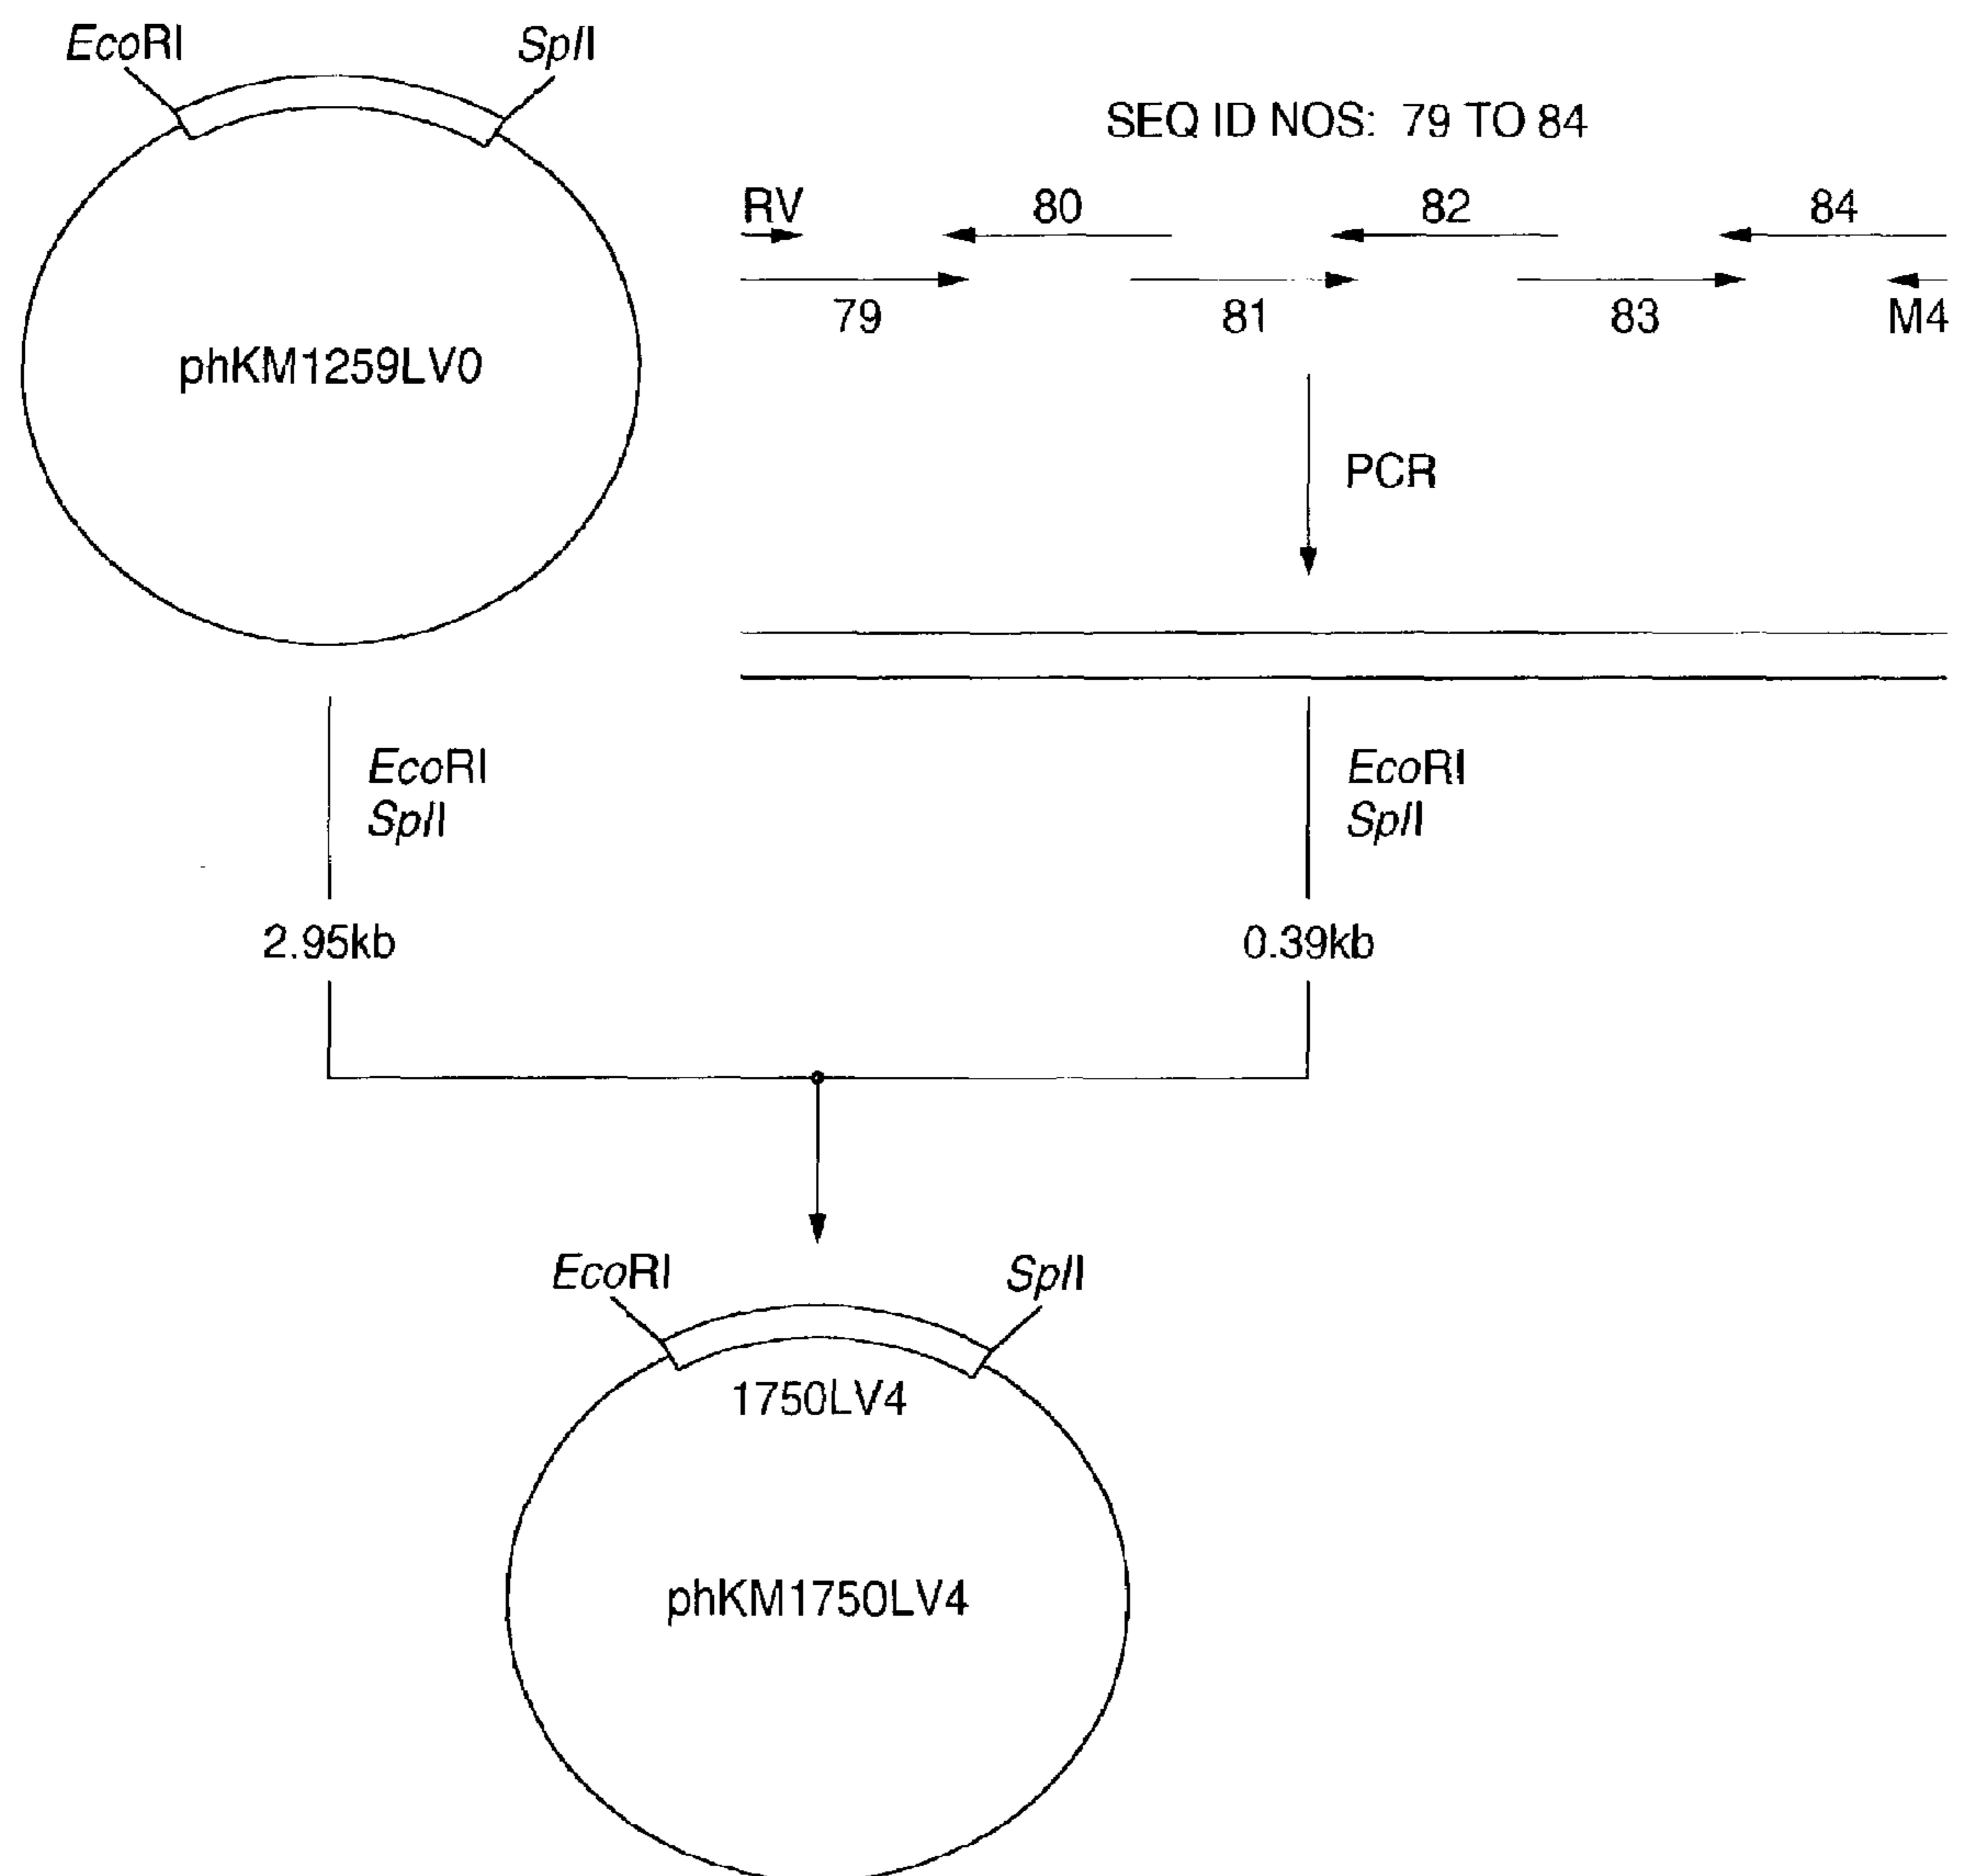 EcoRI
SplI
SEQ ID NOS: 79 TO 84
RV
80
82
84
79
81
83
M4
phKM1259LV0
PCR
EcoRI
SplI
EcoRI
SplI
2.95kb
0.39kb
EcoRI
SplI
1750LV4
phKM1750LV4